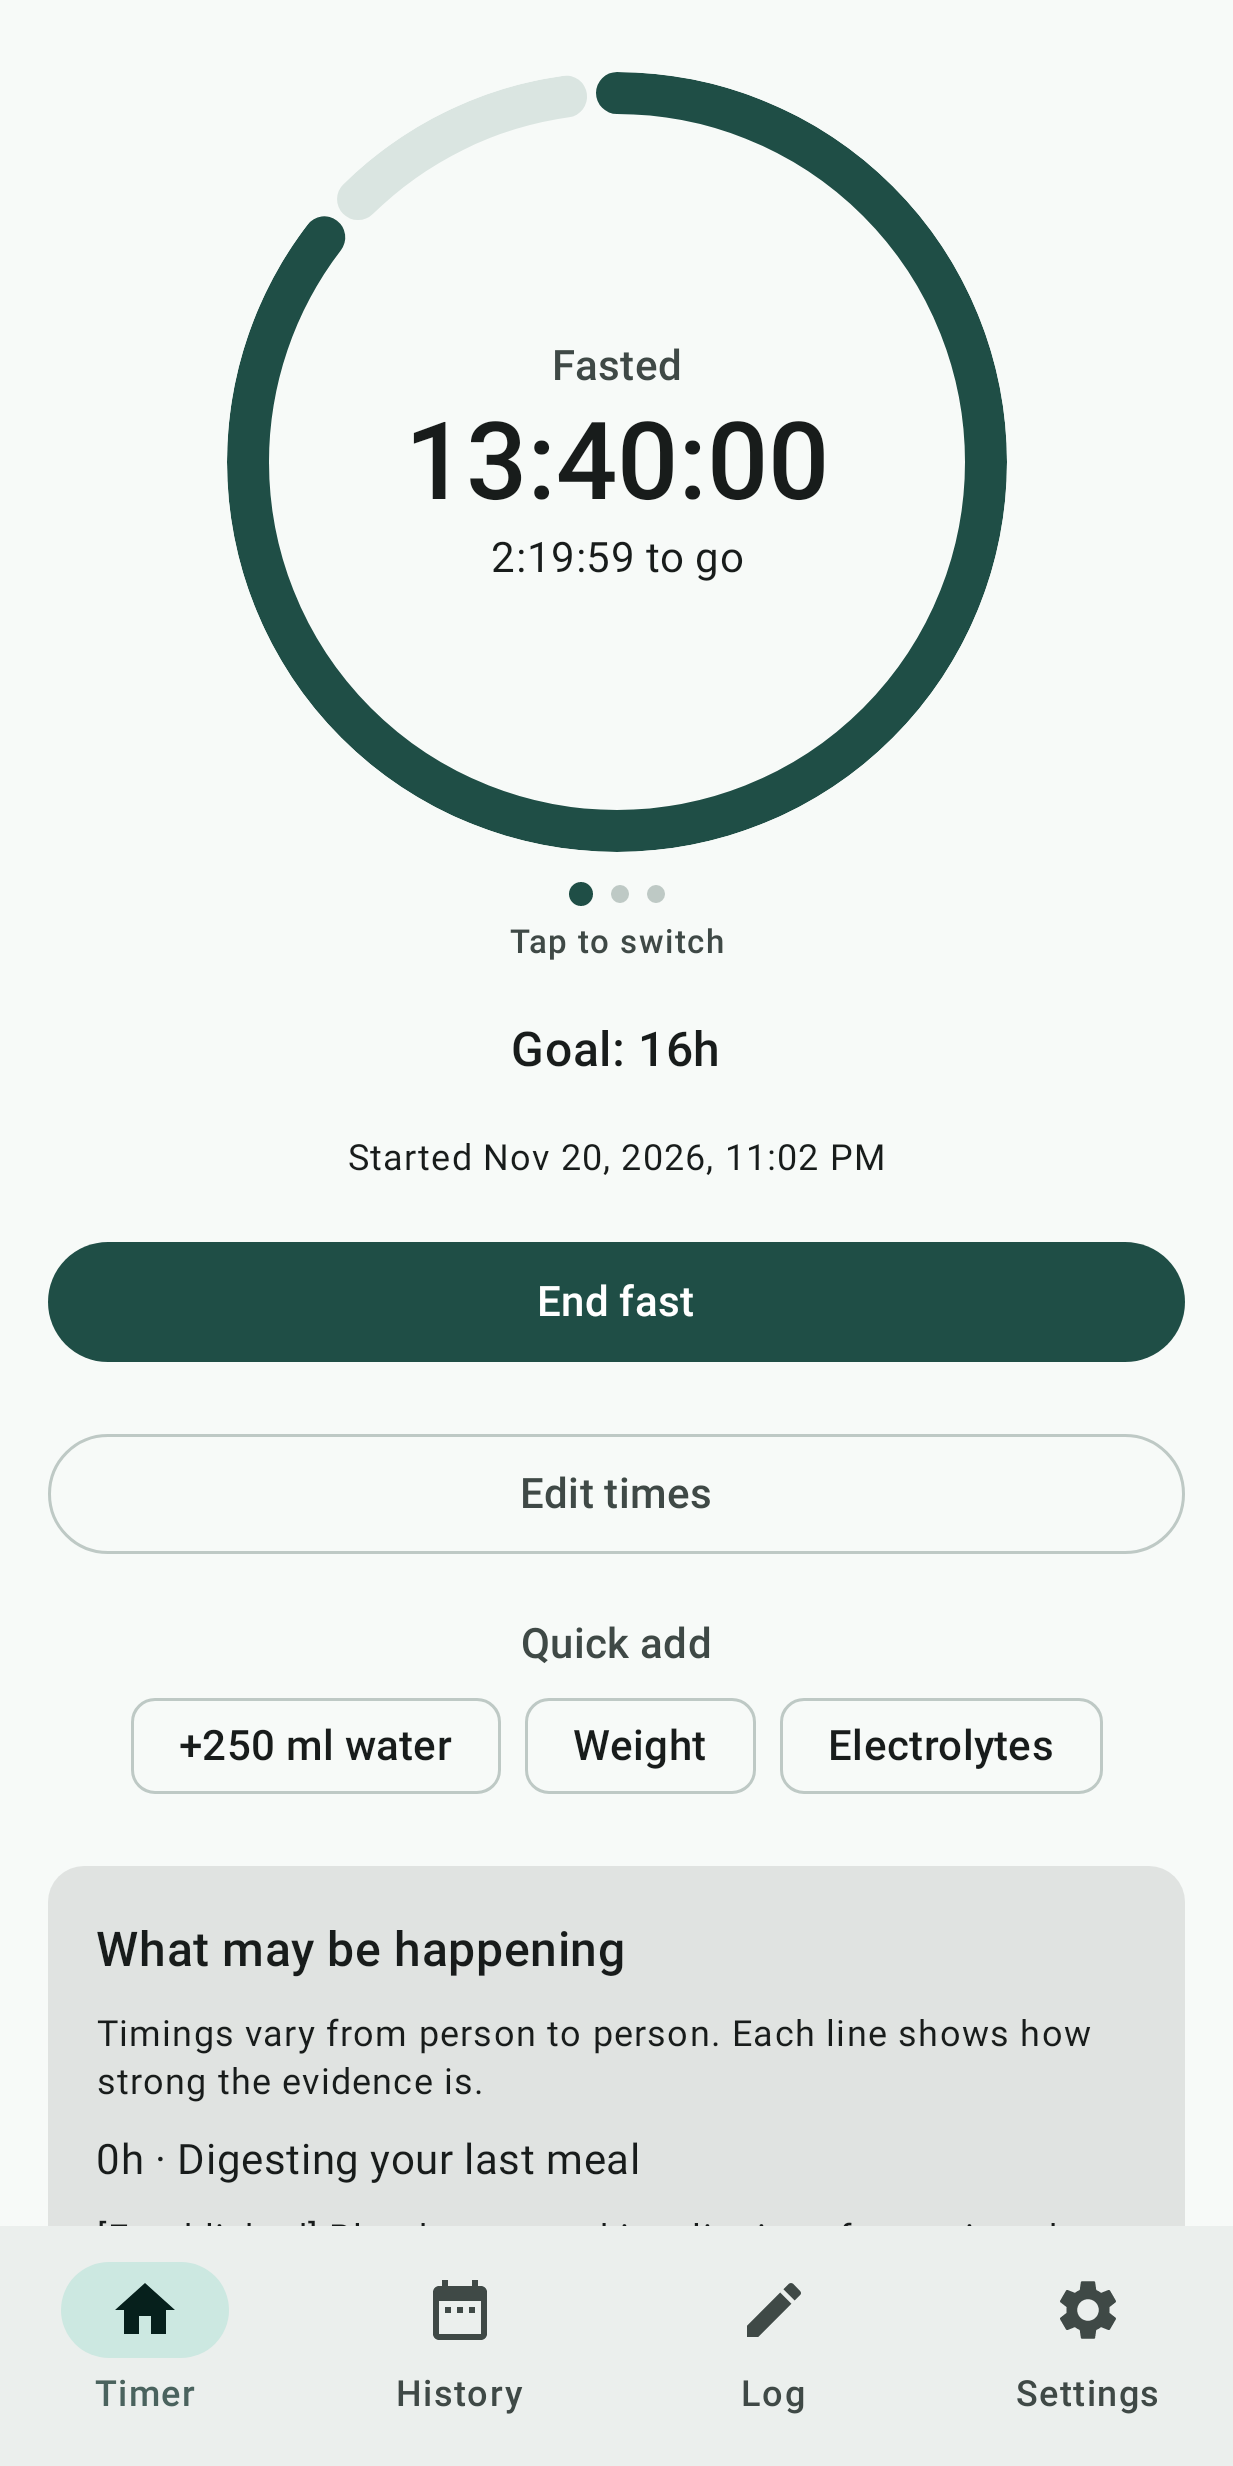 Fasted
13:40:00
2:19:59 to go
Tap to switch
Goal: 16h
Started Nov 20, 2026, 11:02 PM
End fast
Edit times
Quick add
+250 ml water
Weight
Electrolytes
What may be happening
Timings vary from person to person. Each line shows how
strong the evidence is.
0h · Digesting your last meal
Timer
History
Log
Settings